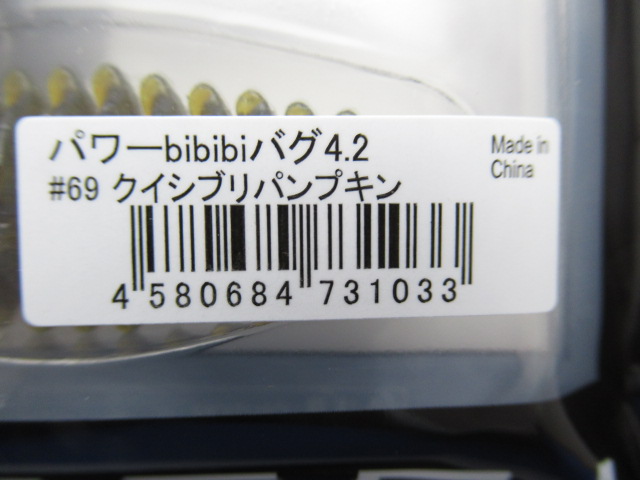 パワーbibibiバグ4.2
#69 クイシブリパンプキン
Made in
China
4 580684 731033